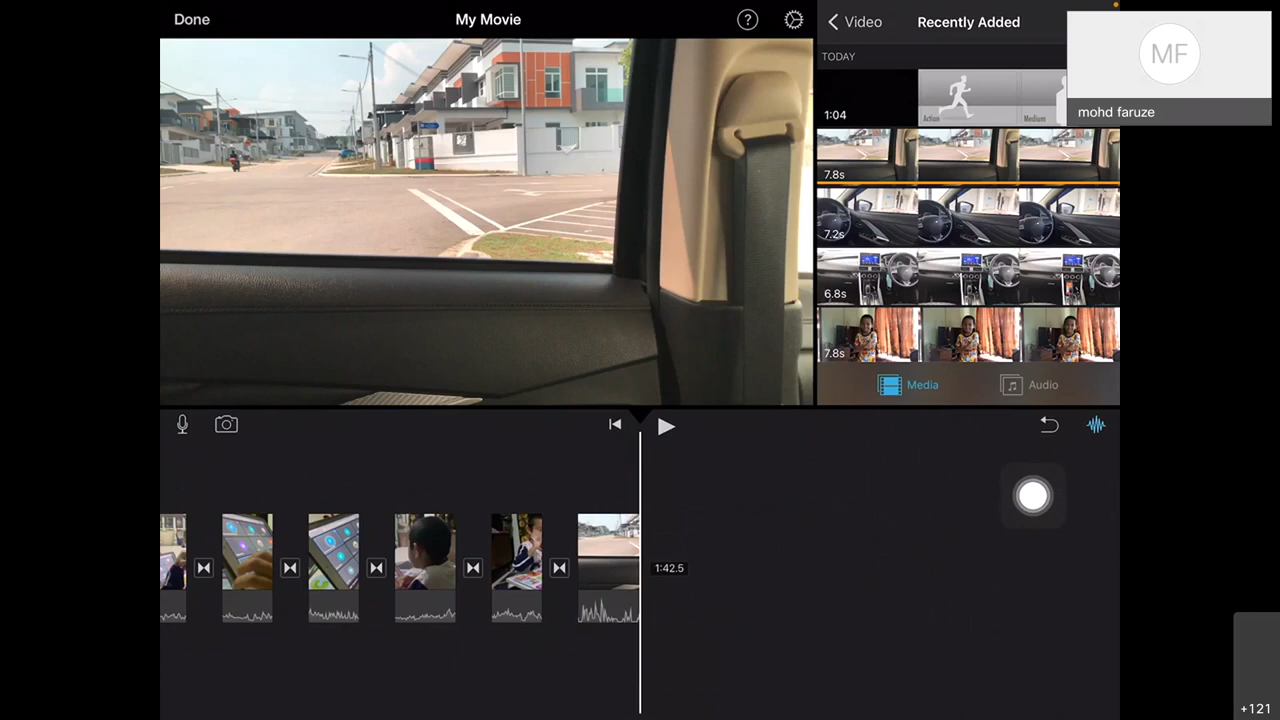 Done
My Movie
?
Video
Recently Added
TODAY
MF
mohd faruze
1:04
Action
Medium
7.8s
7.2s
6.8s
7.8s
Media
Audio
1:42.5
+121